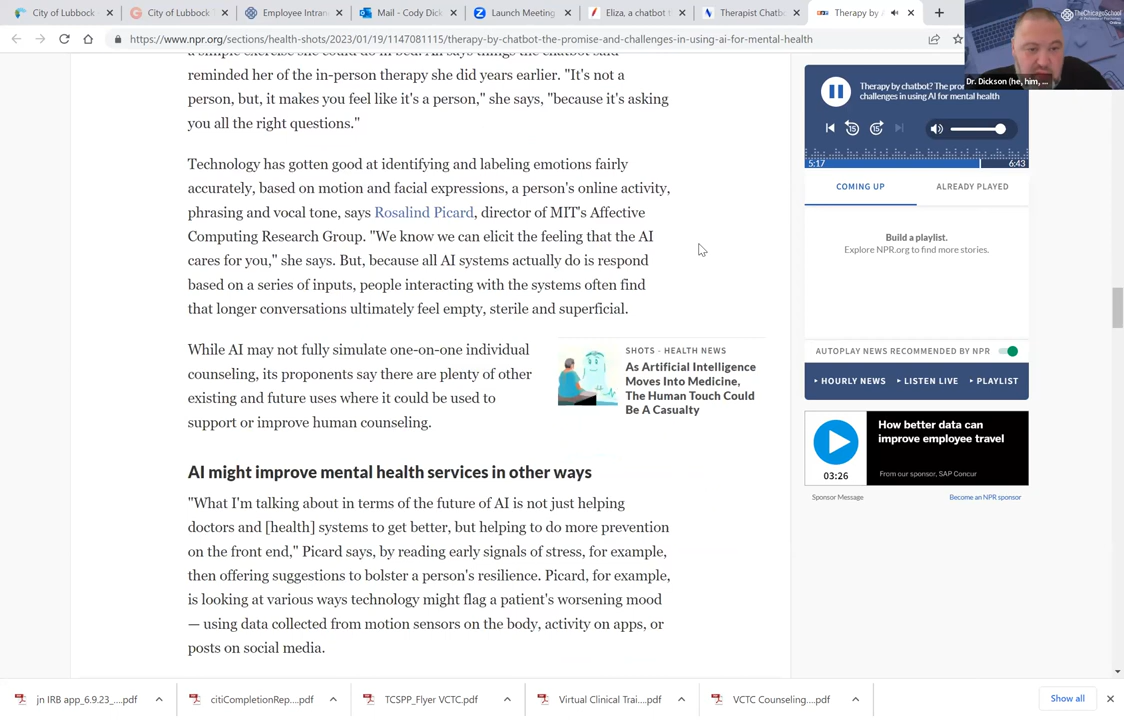 City of Lubbock
City of Lubbock
Employee Intran
Mail - Cody Dick
Launch Meeting
Eliza, a chatbot t
Therapist Chatb
Therapy by
https://www.npr.org/sections/health-shots/2023/01/19/1147081115/therapy-by-chatbot-the-promise-and-challenges-in-using-ai-for-mental-health
TheChicagoSchool
Dr. Dickson (he, him, ...
a simple exercise she could do in bed. AI says things the chatbot said
reminded her of the in-person therapy she did years earlier. "It's not a
person, but, it makes you feel like it's a person," she says, "because it's asking
you all the right questions."
Technology has gotten good at identifying and labeling emotions fairly
accurately, based on motion and facial expressions, a person's online activity,
phrasing and vocal tone, says Rosalind Picard, director of MIT's Affective
Computing Research Group. "We know we can elicit the feeling that the AI
cares for you," she says. But, because all AI systems actually do is respond
based on a series of inputs, people interacting with the systems often find
that longer conversations ultimately feel empty, sterile and superficial.
While AI may not fully simulate one-on-one individual
counseling, its proponents say there are plenty of other
existing and future uses where it could be used to
support or improve human counseling.
SHOTS - HEALTH NEWS
As Artificial Intelligence
Moves Into Medicine,
The Human Touch Could
Be A Casualty
AI might improve mental health services in other ways
"What I'm talking about in terms of the future of AI is not just helping
doctors and [health] systems to get better, but helping to do more prevention
on the front end," Picard says, by reading early signals of stress, for example,
then offering suggestions to bolster a person's resilience. Picard, for example,
is looking at various ways technology might flag a patient's worsening mood
— using data collected from motion sensors on the body, activity on apps, or
posts on social media.
Therapy by chatbot? The pro
challenges in using AI for mental health
15
15
5:17
6:43
COMING UP
ALREADY PLAYED
Build a playlist.
Explore NPR.org to find more stories.
AUTOPLAY NEWS RECOMMENDED BY NPR
HOURLY NEWS
LISTEN LIVE
PLAYLIST
How better data can
improve employee travel
03:26
From our sponsor, SAP Concur
Sponsor Message
Become an NPR sponsor
jn IRB app_6.9.23_....pdf
citiCompletionRep....pdf
TCSPP_Flyer VCTC.pdf
Virtual Clinical Trai....pdf
VCTC Counseling....pdf
Show all